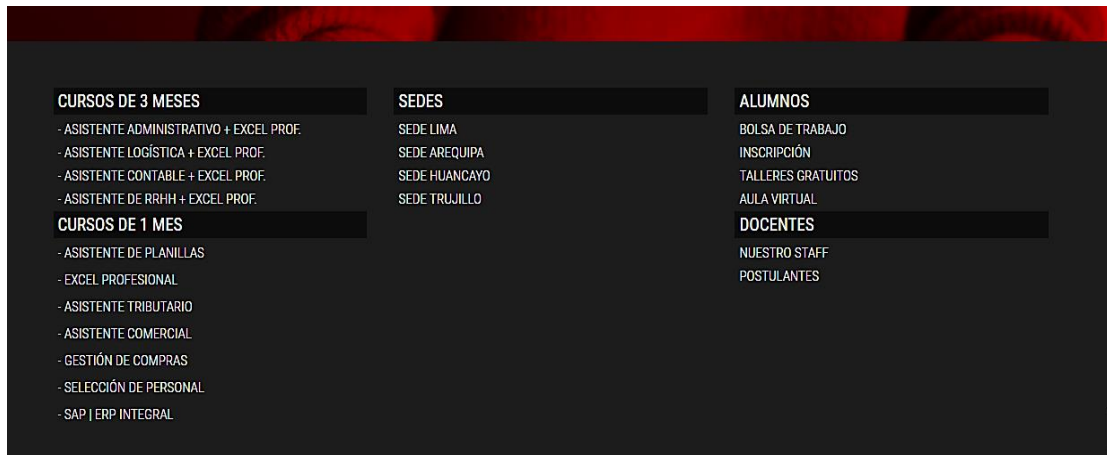 CURSOS DE 3 MESES
- ASISTENTE ADMINISTRATIVO + EXCEL PROF.
- ASISTENTE LOGÍSTICA + EXCEL PROF.
- ASISTENTE CONTABLE + EXCEL PROF.
- ASISTENTE DE RRHH + EXCEL PROF.
CURSOS DE 1 MES
- ASISTENTE DE PLANILLAS
- EXCEL PROFESIONAL
- ASISTENTE TRIBUTARIO
- ASISTENTE COMERCIAL
- GESTIÓN DE COMPRAS
- SELECCIÓN DE PERSONAL
- SAP | ERP INTEGRAL
SEDES
SEDE LIMA
SEDE AREQUIPA
SEDE HUANCAYO
SEDE TRUJILLO
ALUMNOS
BOLSA DE TRABAJO
INSCRIPCIÓN
TALLERES GRATUITOS
AULA VIRTUAL
DOCENTES
NUESTRO STAFF
POSTULANTES